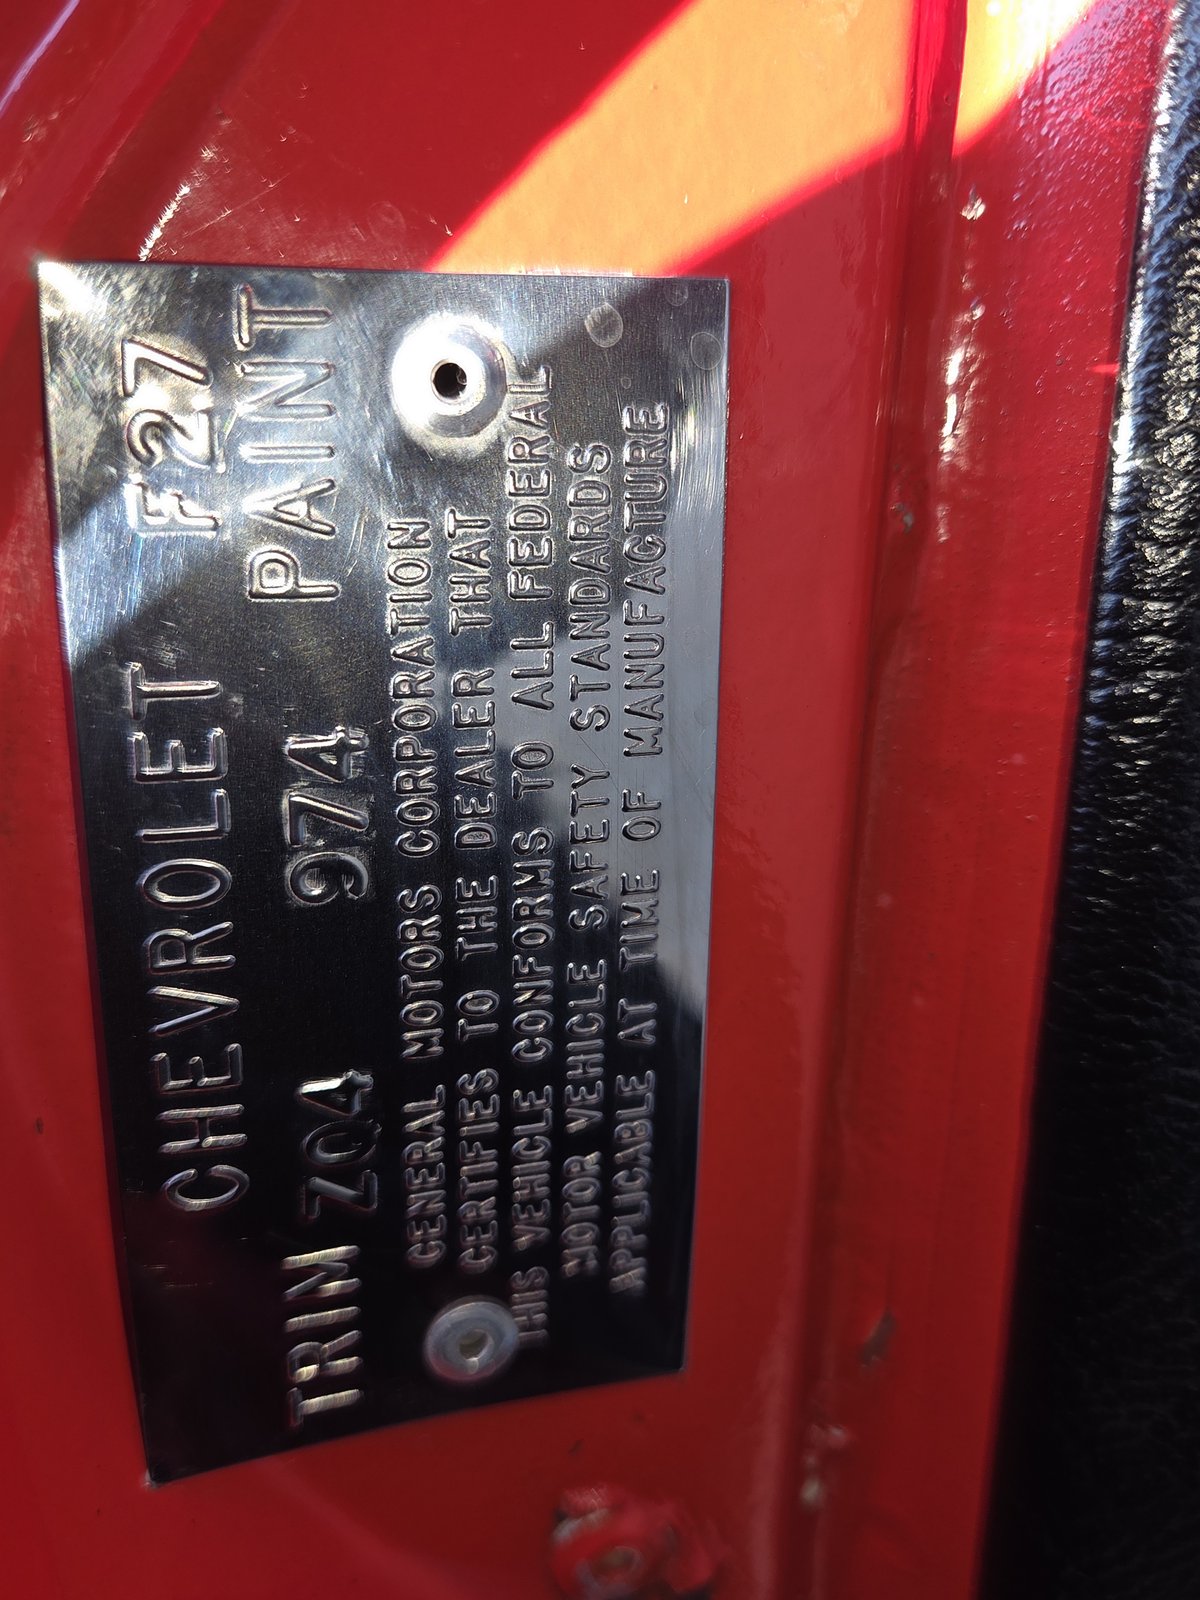 CHEVROLET F27
TRIM ZQ4 974 PAINT
GENERAL MOTORS CORPORATION
CERTIFIES TO THE DEALER THAT
THIS VEHICLE CONFORMS TO ALL FEDERAL
MOTOR VEHICLE SAFETY STANDARDS
APPLICABLE AT TIME OF MANUFACTURE